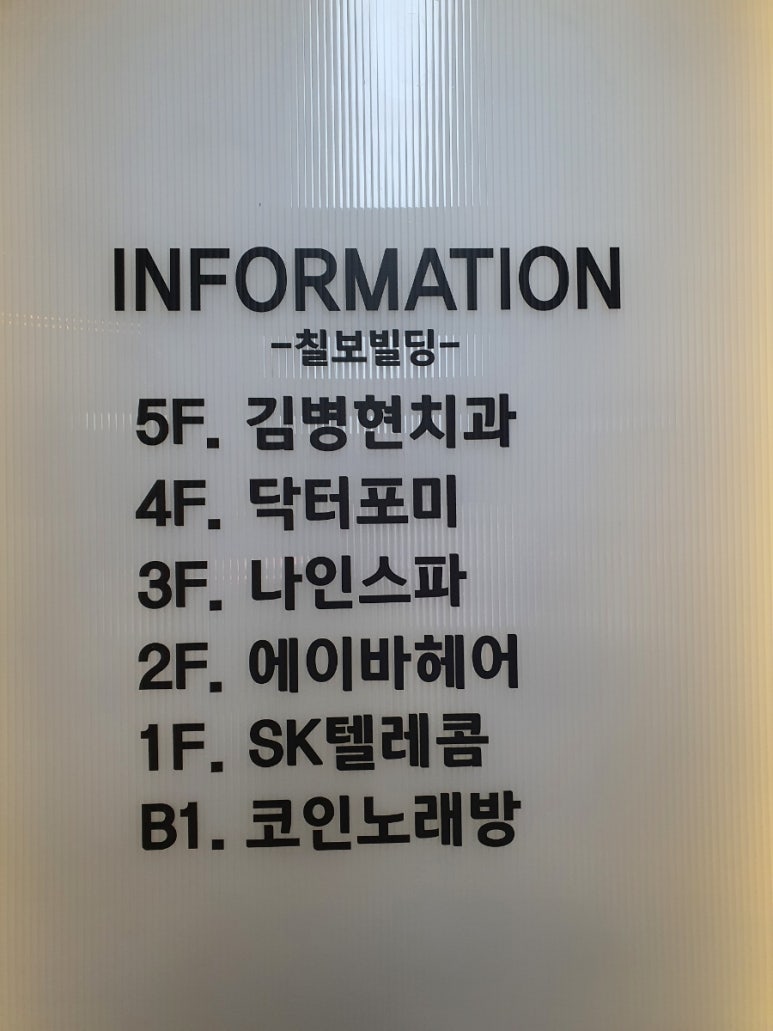 INFORMATION
-칠보빌딩-
5F. 김병현치과
4F. 닥터포미
3F. 나인스파
2F. 에이바헤어
1F. SK텔레콤
B1. 코인노래방